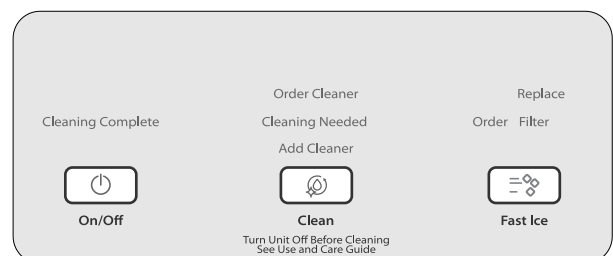 Order Cleaner
Replace
Cleaning Complete
Cleaning Needed
Order Filter
Add Cleaner
On/Off
Clean
Fast Ice
Turn Unit Off Before Cleaning
See Use and Care Guide